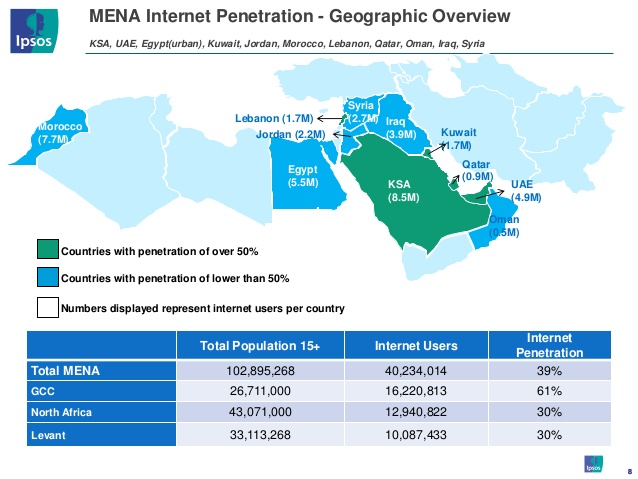 Ipsos
MENA Internet Penetration - Geographic Overview
KSA, UAE, Egypt(urban), Kuwait, Jordan, Morocco, Lebanon, Qatar, Oman, Iraq, Syria
Morocco
(7.7M)
Lebanon (1.7M)
Syria
(2.7M)
Jordan (2.2M)
Iraq
(3.9M)
Kuwait
(1.7M)
Egypt
(5.5M)
KSA
(8.5M)
Qatar
(0.9M)
UAE
(4.9M)
Oman
(0.5M)
Countries with penetration of over 50%
Countries with penetration of lower than 50%
Numbers displayed represent internet users per country
Total Population 15+ Internet Users Internet Penetration
Total MENA 102,895,268 40,234,014 39%
GCC 26,711,000 16,220,813 61%
North Africa 43,071,000 12,940,822 30%
Levant 33,113,268 10,087,433 30%
Ipsos
8